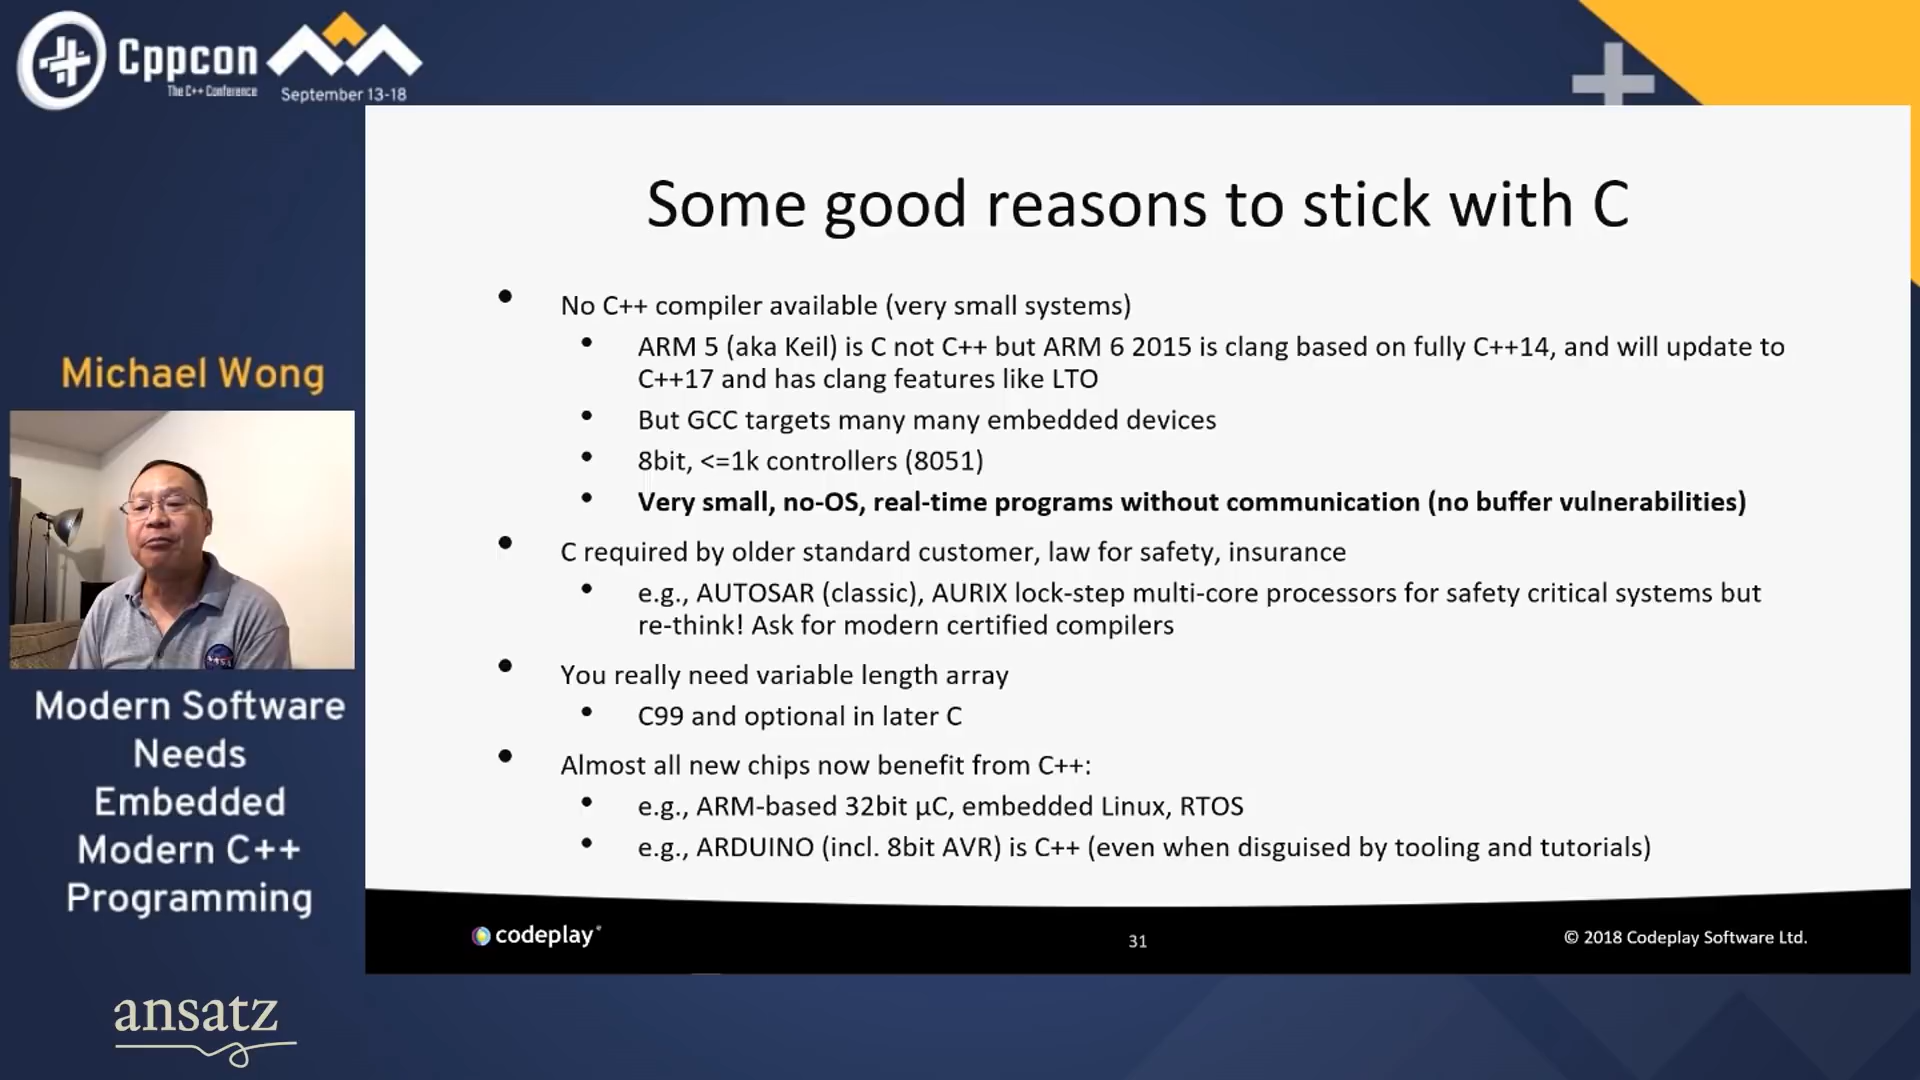 Cppcon
The C++ Conference
September 13-18
Some good reasons to stick with C
• No C++ compiler available (very small systems)
• ARM 5 (aka Keil) is C not C++ but ARM 6 2015 is clang based on fully C++14, and will update to
C++17 and has clang features like LTO
• But GCC targets many many embedded devices
• 8bit, <=1k controllers (8051)
• Very small, no-OS, real-time programs without communication (no buffer vulnerabilities)
• C required by older standard customer, law for safety, insurance
• e.g., AUTOSAR (classic), AURIX lock-step multi-core processors for safety critical systems but
re-think! Ask for modern certified compilers
• You really need variable length array
• C99 and optional in later C
• Almost all new chips now benefit from C++:
• e.g., ARM-based 32bit µC, embedded Linux, RTOS
• e.g., ARDUINO (incl. 8bit AVR) is C++ (even when disguised by tooling and tutorials)
codeplay
31
© 2018 Codeplay Software Ltd.
Michael Wong
NASA
Modern Software
Needs
Embedded
Modern C++
Programming
ansatz